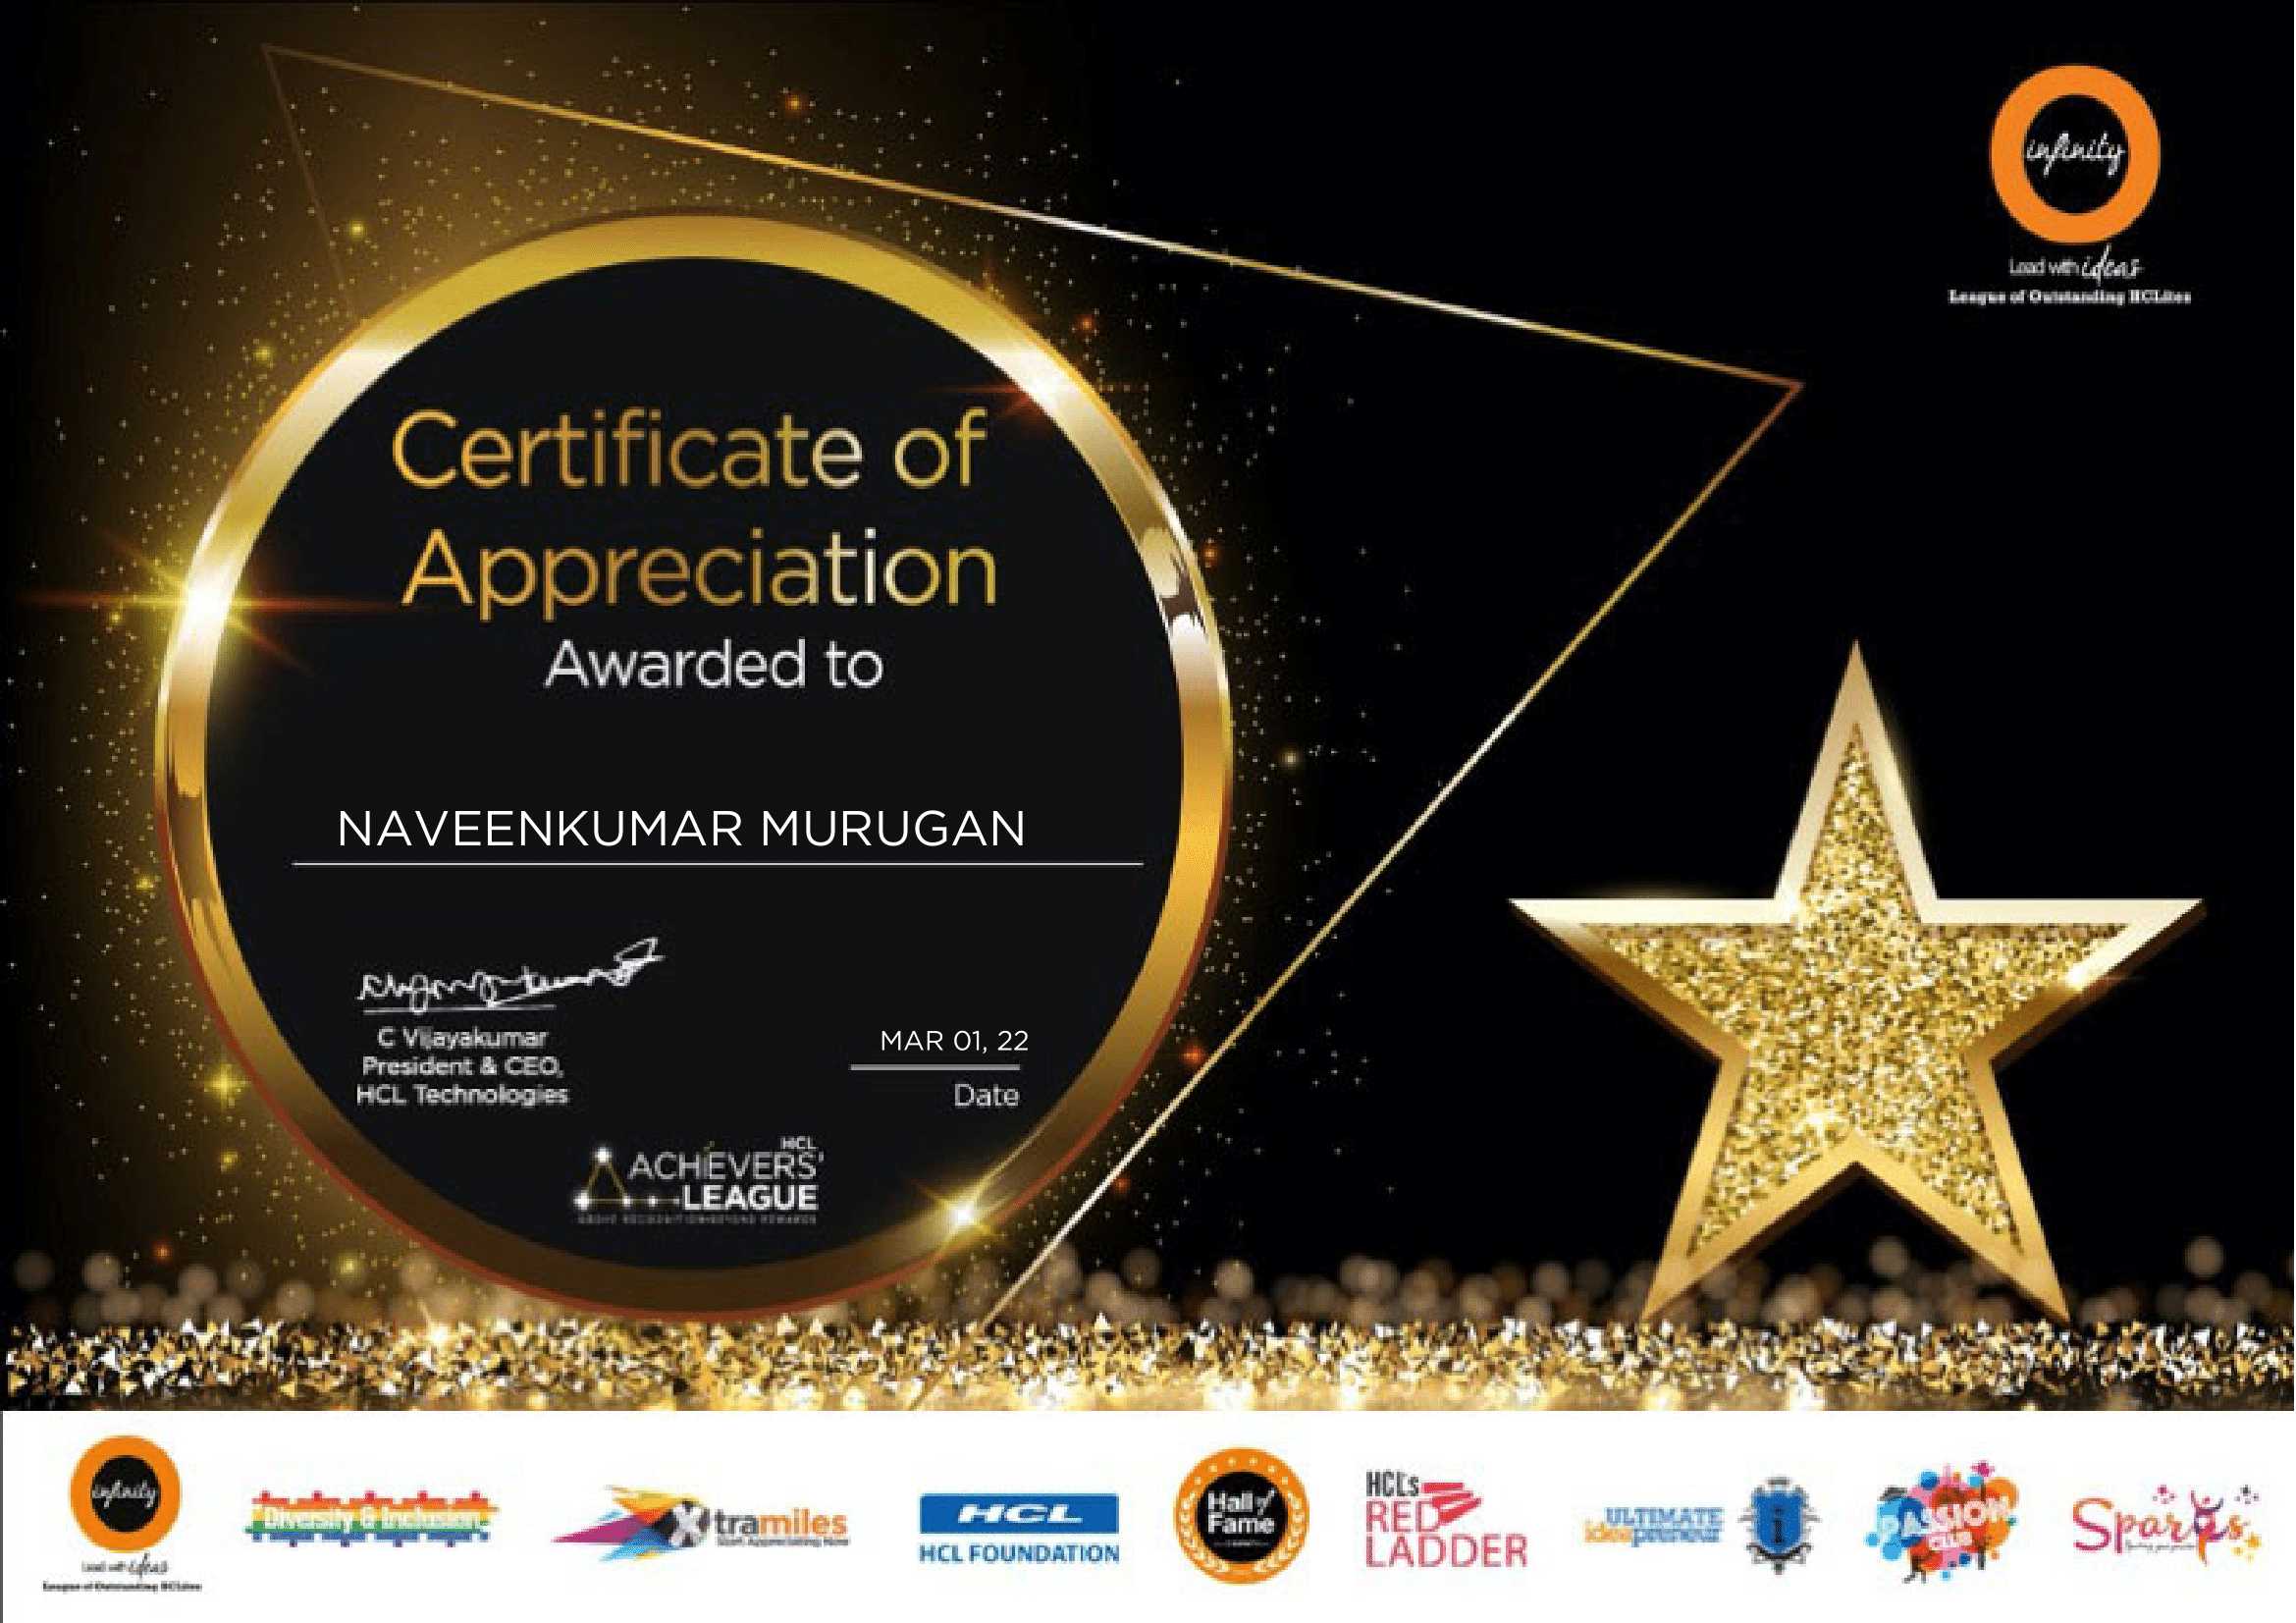 infinity
Lead with ideas
League of Outstanding HCLites
Certificate of
Appreciation
Awarded to
NAVEENKUMAR MURUGAN
C Vijayakumar
President & CEO,
HCL Technologies
MAR 01, 22
Date
HCL
ACHIEVERS'
LEAGUE
infinity
Lead with ideas
League of Outstanding HCLites
Diversity & Inclusion
Xtramiles
Start Appreciating Now
HCL
HCL FOUNDATION
Hall of
Fame
HCL's
RED
LADDER
ULTIMATE
ideapreneur
i
PASSION
CLUB
Sparks